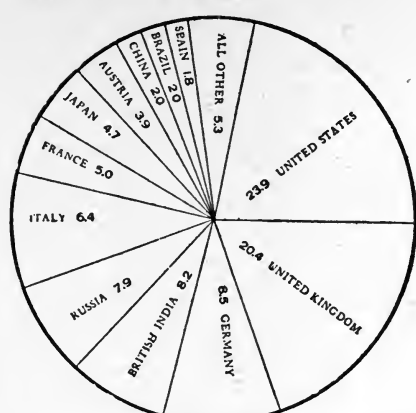 ALL OTHER 5.3
23.9 UNITED STATES
20.4 UNITED KINGDOM
8.5 GERMANY
BRITISH INDIA 8.2
RUSSIA 7.9
ITALY 6.4
FRANCE 5.0
JAPAN 4.7
AUSTRIA 3.9
CHINA 2.0
BRAZIL 2.0
SPAIN 1.8